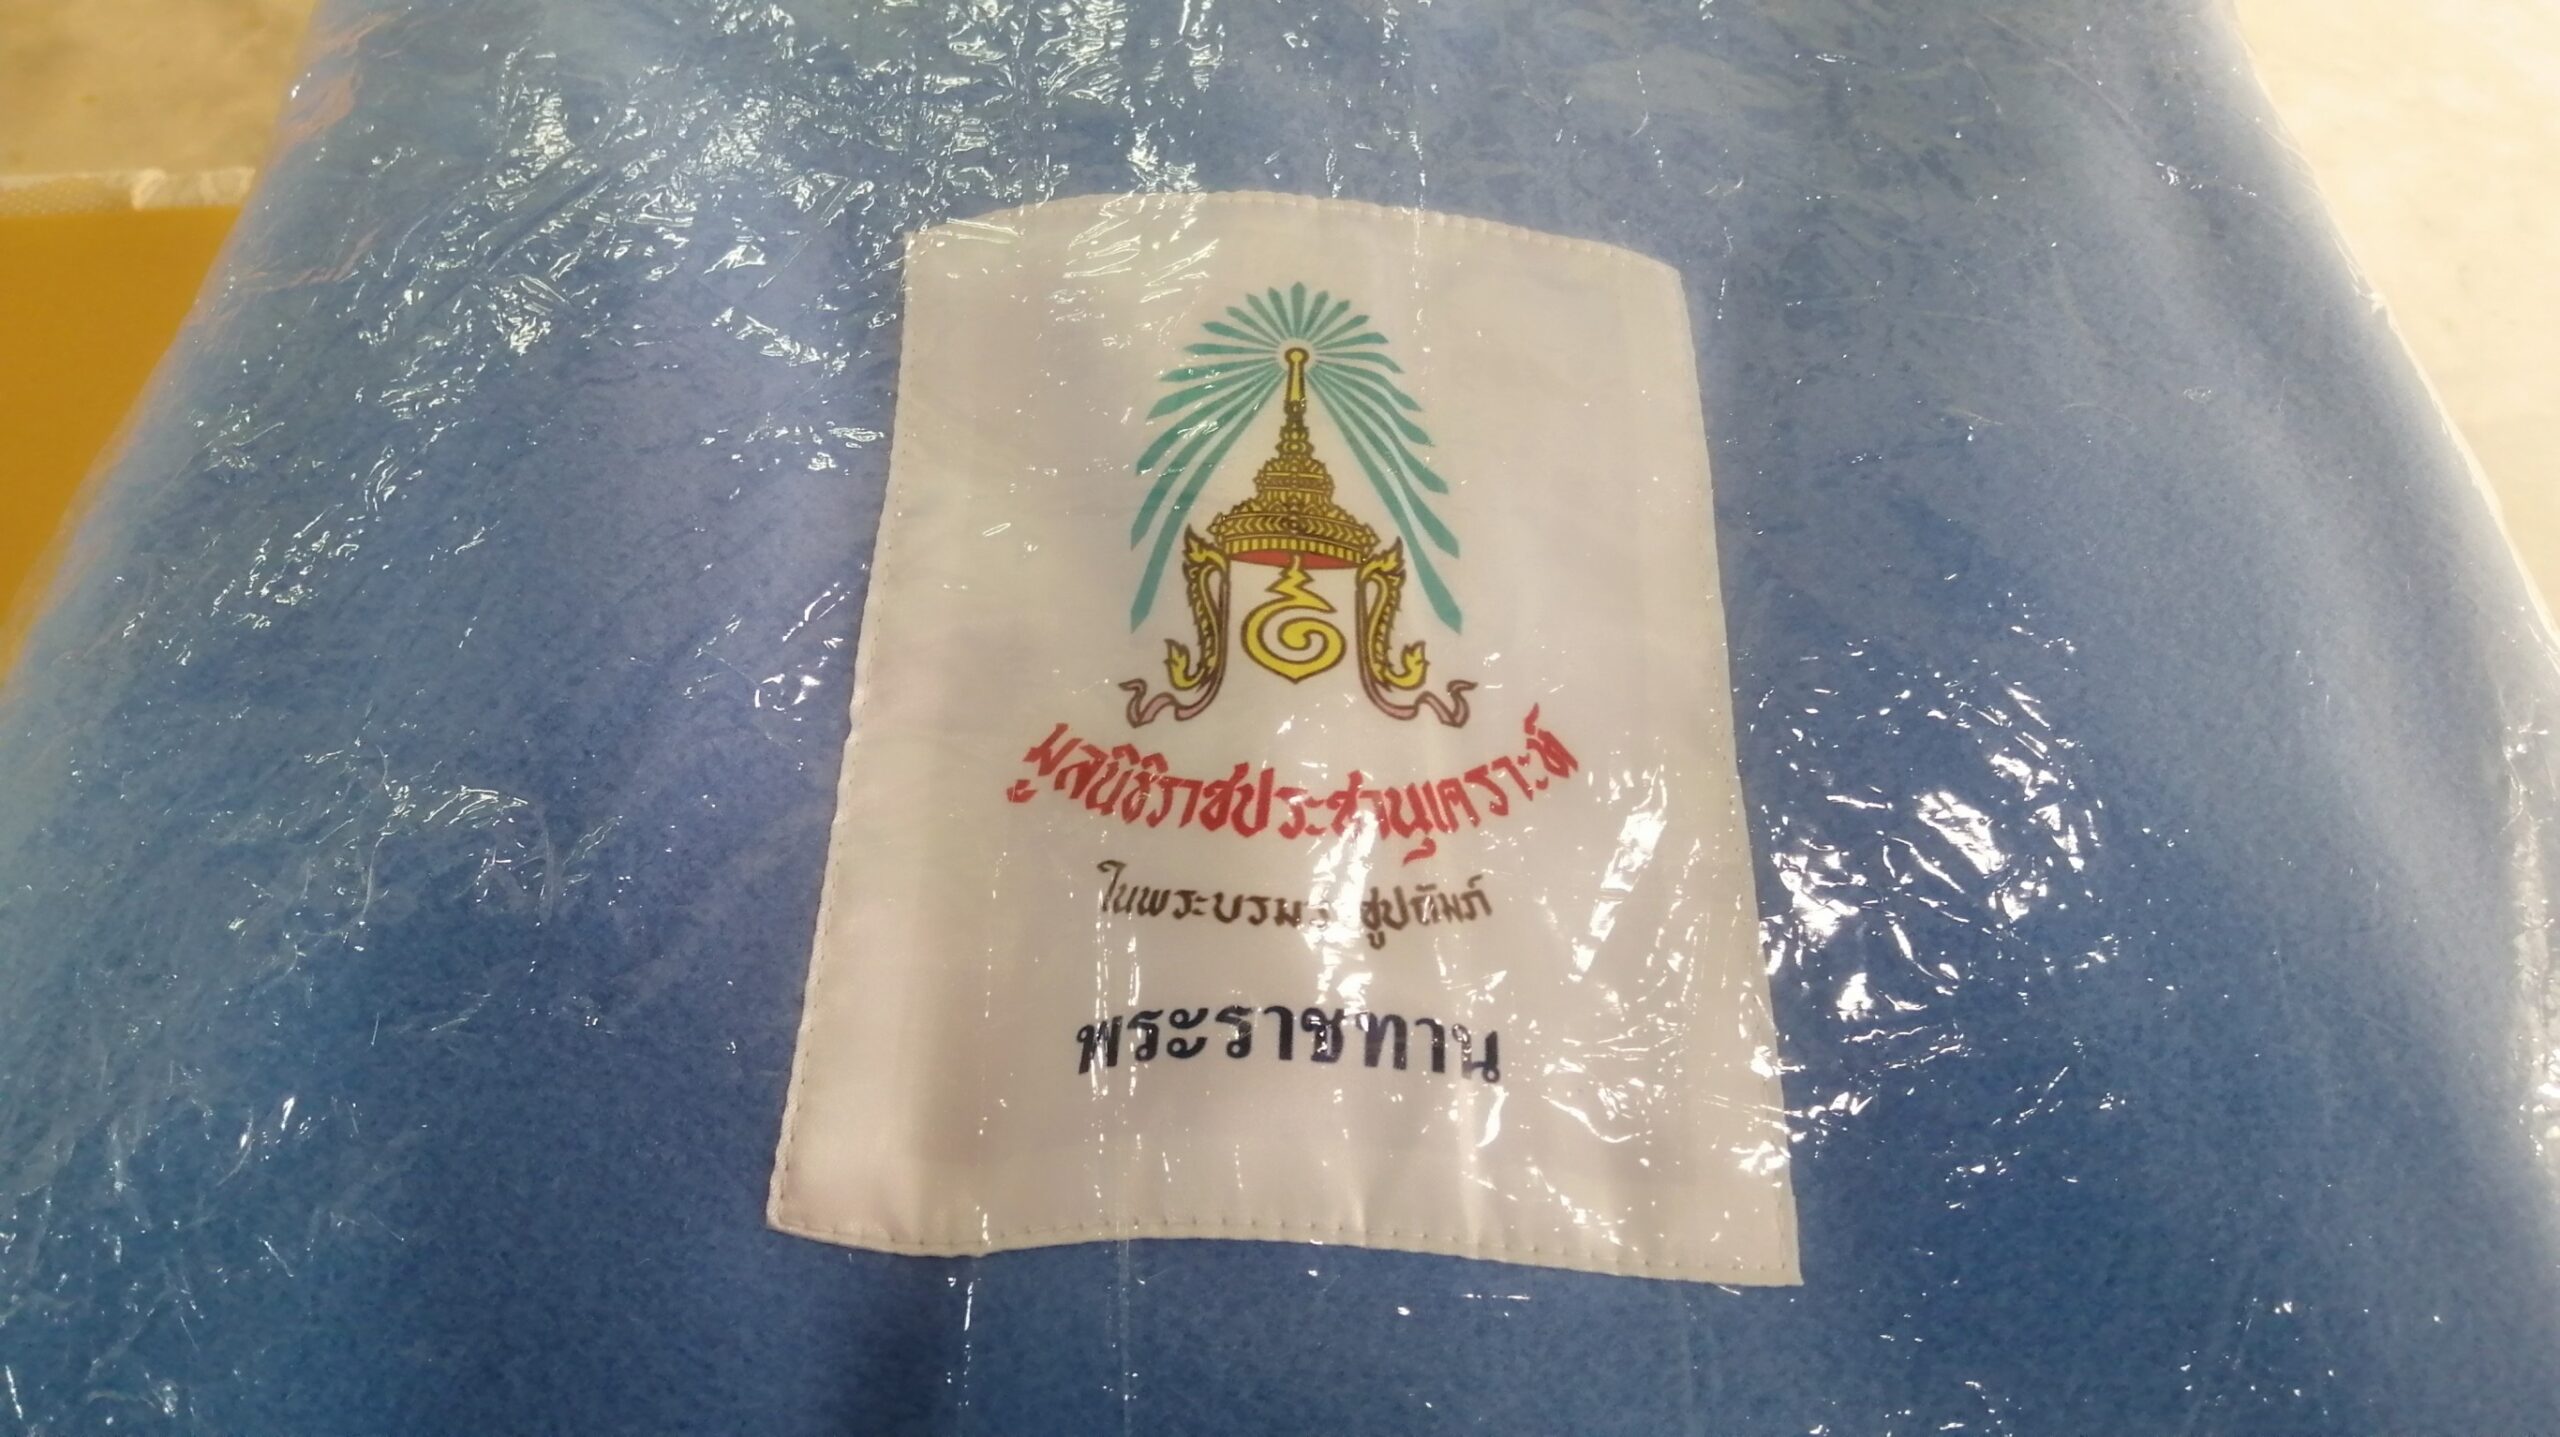 มูลนิธิราชประชานุเคราะห์
ในพระบรมราชูปถัมภ์
พระราชทาน